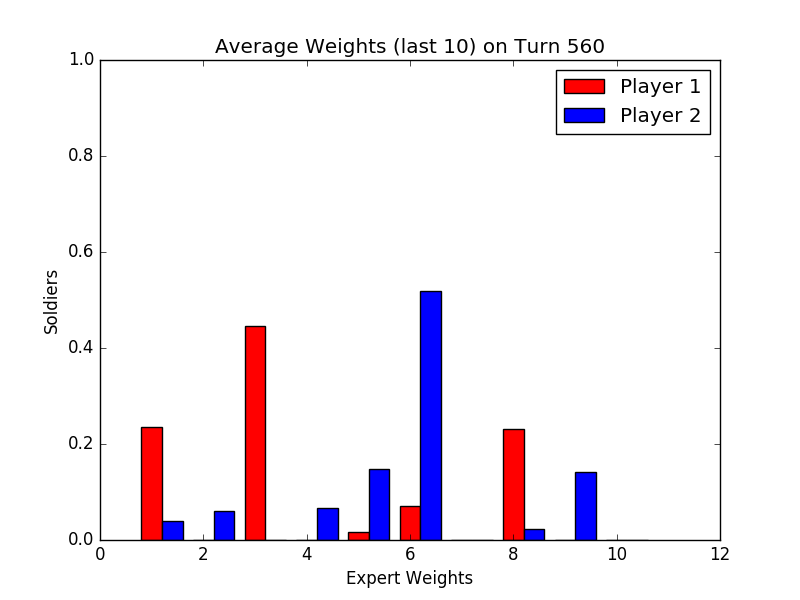 Average Weights (last 10) on Turn 560
Player 1
Player 2
1.0
0.8
0.6
0.4
0.2
0.0
Soldiers
0 2 4 6 8 10 12
Expert Weights